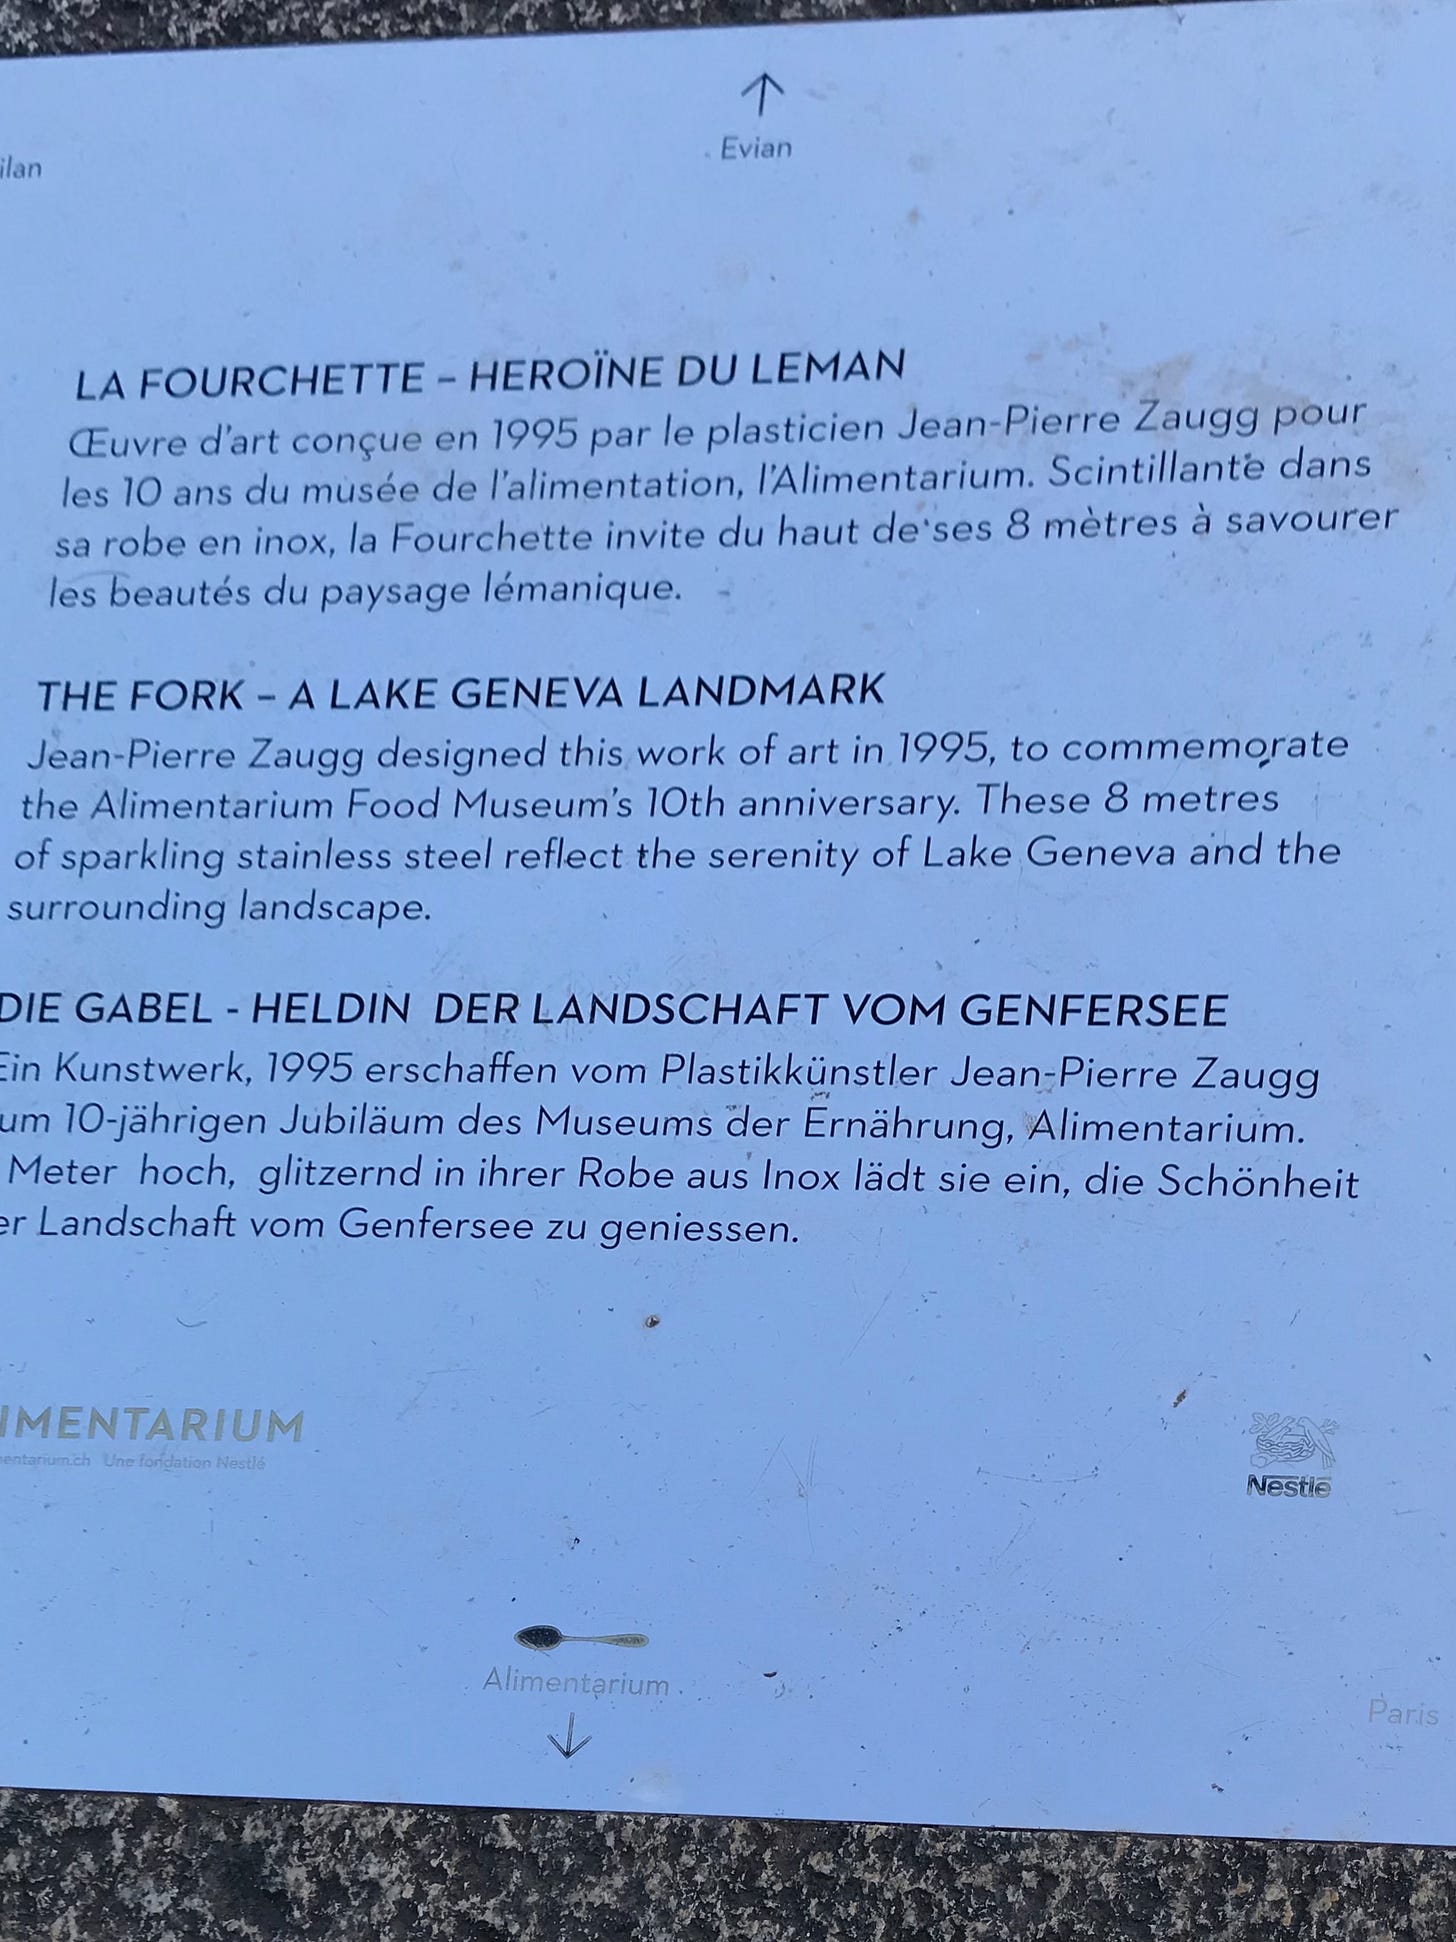 Evian
ilan
LA FOURCHETTE – HEROÏNE DU LEMAN
Œuvre d'art conçue en 1995 par le plasticien Jean-Pierre Zaugg pour
les 10 ans du musée de l'alimentation, l'Alimentarium. Scintillante dans
sa robe en inox, la Fourchette invite du haut de ses 8 mètres à savourer
les beautés du paysage lémanique.
THE FORK – A LAKE GENEVA LANDMARK
Jean-Pierre Zaugg designed this work of art in 1995, to commemorate
the Alimentarium Food Museum's 10th anniversary. These 8 metres
of sparkling stainless steel reflect the serenity of Lake Geneva and the
surrounding landscape.
DIE GABEL - HELDIN DER LANDSCHAFT VOM GENFERSEE
Ein Kunstwerk, 1995 erschaffen vom Plastikkünstler Jean-Pierre Zaugg
um 10-jährigen Jubiläum des Museums der Ernährung, Alimentarium.
Meter hoch, glitzernd in ihrer Robe aus Inox lädt sie ein, die Schönheit
er Landschaft vom Genfersee zu geniessen.
IMENTARIUM
mentarium.ch Une fondation Nestlé
Nestlé
Alimentarium
Paris